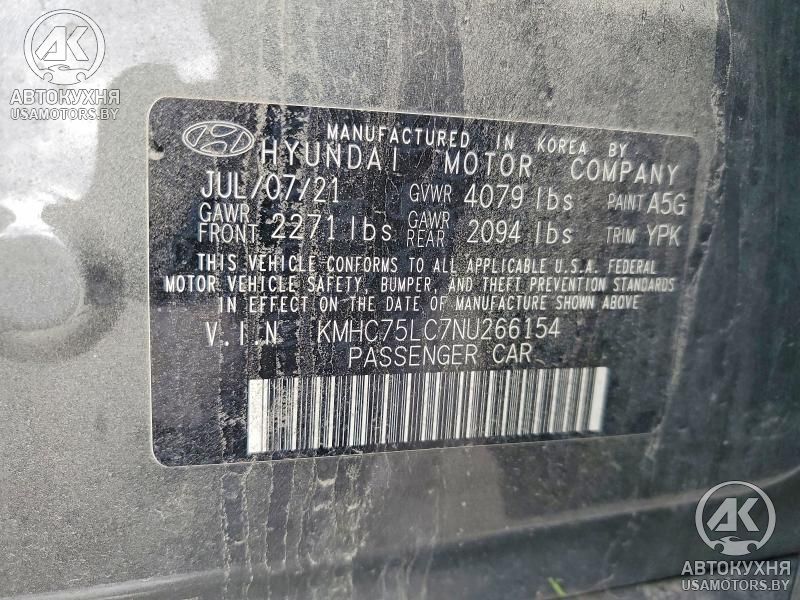 AK
АВТОКУХНЯ
USAMOTORS.BY
MANUFACTURED IN KOREA BY
HYUNDAI MOTOR COMPANY
JUL/07/21 GVWR 4079 lbs PAINT A5G
GAWR FRONT 2271 lbs GAWR REAR 2094 lbs TRIM YPK
THIS VEHICLE CONFORMS TO ALL APPLICABLE U.S.A. FEDERAL
MOTOR VEHICLE SAFETY, BUMPER, AND THEFT PREVENTION STANDARDS
IN EFFECT ON THE DATE OF MANUFACTURE SHOWN ABOVE
V.I.N KMHC75LC7NU266154
PASSENGER CAR
AK
АВТОКУХНЯ
USAMOTORS.BY